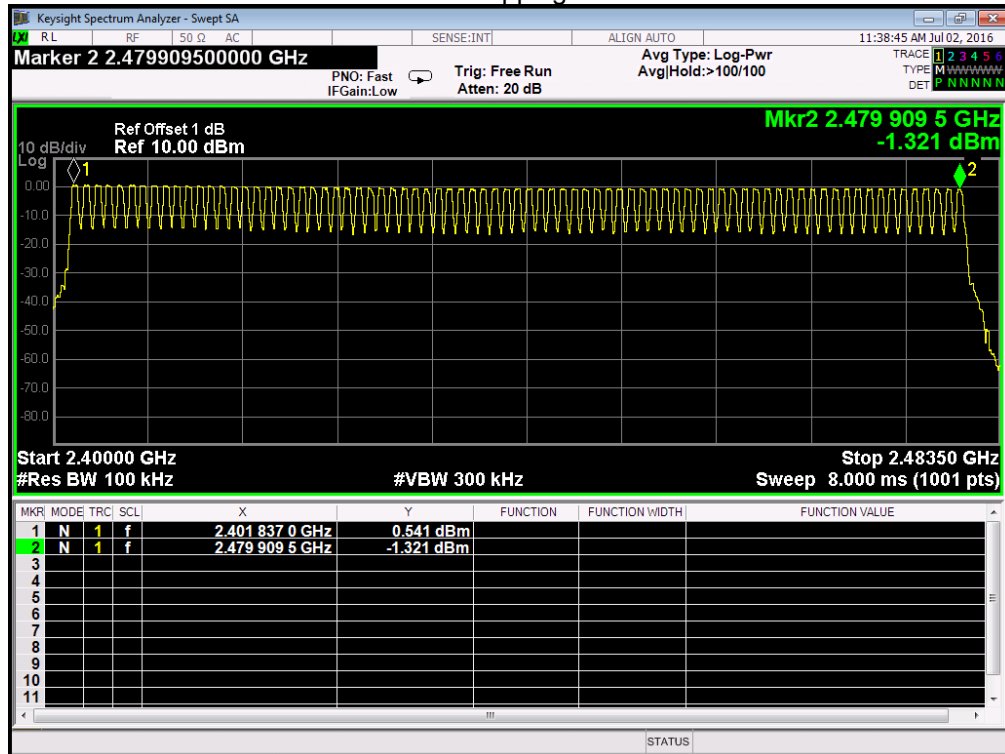 Keysight Spectrum Analyzer - Swept SA
LXI RL RF 50 Ω AC SENSE:INT ALIGN AUTO 11:38:45 AM Jul 02, 2016
Marker 2 2.479909500000 GHz
PNO: Fast
IFGain:Low
Trig: Free Run
Atten: 20 dB
Avg Type: Log-Pwr
Avg|Hold:>100/100
TRACE 1 2 3 4 5 6
TYPE M WWWWW
DET P N N N N N
Mkr2 2.479 909 5 GHz
-1.321 dBm
Ref Offset 1 dB
10 dB/div Ref 10.00 dBm
Log
1
2
0.00
-10.0
-20.0
-30.0
-40.0
-50.0
-60.0
-70.0
-80.0
Start 2.40000 GHz Stop 2.48350 GHz
#Res BW 100 kHz #VBW 300 kHz Sweep 8.000 ms (1001 pts)
MKR MODE TRC SCL X Y FUNCTION FUNCTION WIDTH FUNCTION VALUE
1 N 1 f 2.401 837 0 GHz 0.541 dBm
2 N 1 f 2.479 909 5 GHz -1.321 dBm
3
4
5
6
7
8
9
10
11
STATUS